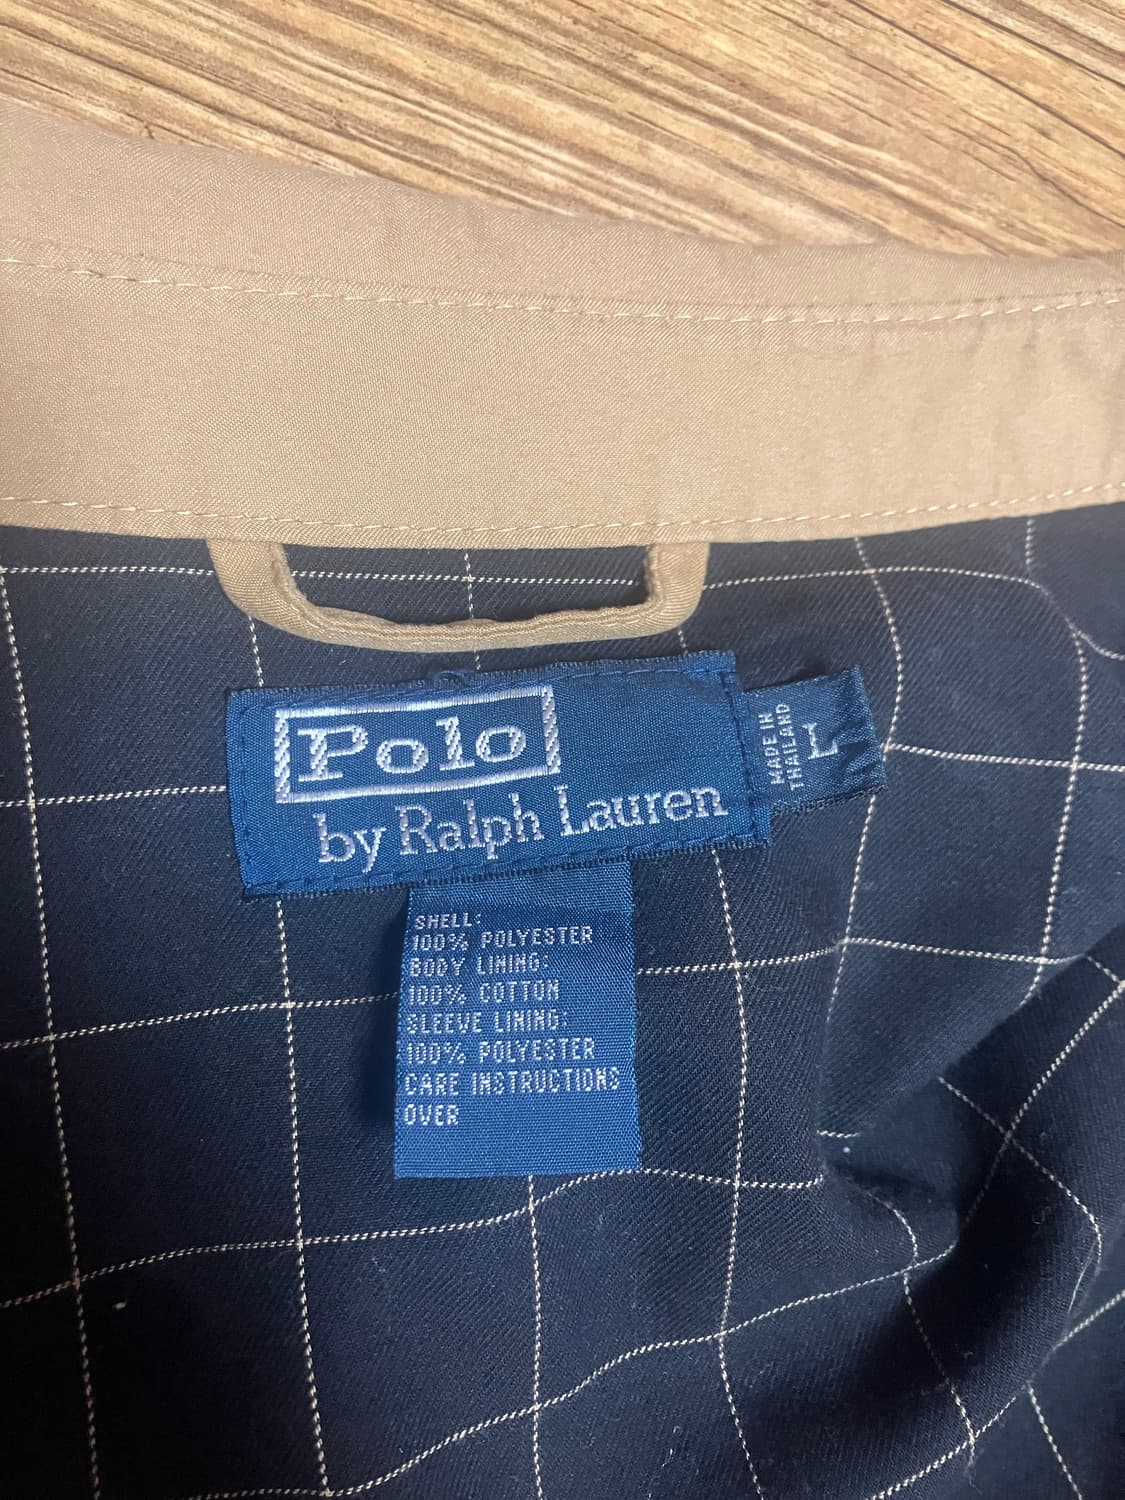 Polo
by Ralph Lauren
MADE IN
THAILAND
L
SHELL:
100% POLYESTER
BODY LINING:
100% COTTON
SLEEVE LINING:
100% POLYESTER
CARE INSTRUCTIONS
OVER